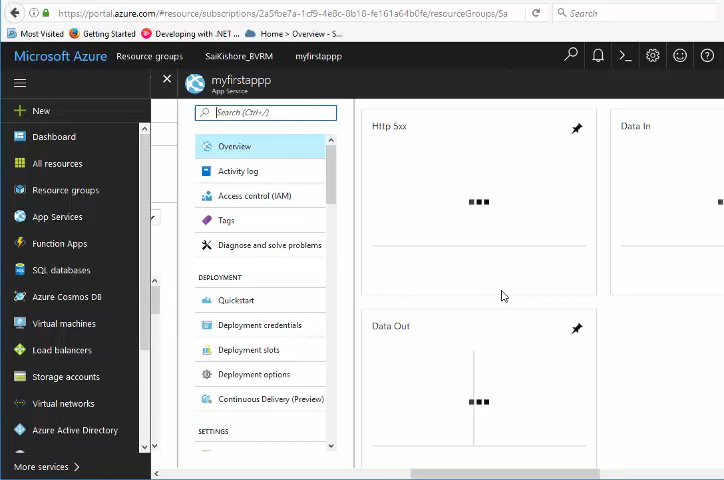 https://portal.azure.com/#resource/subscriptions/2a5fbe7a-1cf9-4e8c-8b18-fe161a64b0fe/resourceGroups/Sa
Search
Most Visited
Getting Started
Developing with .NET ...
Home > Overview - S...
Microsoft Azure
Resource groups
SaiKishore_BVRM
myfirstappp
myfirstappp
App Service
New
Dashboard
All resources
Resource groups
App Services
Function Apps
SQL databases
Azure Cosmos DB
Virtual machines
Load balancers
Storage accounts
Virtual networks
Azure Active Directory
More services
Search (Ctrl+/)
Overview
Activity log
Access control (IAM)
Tags
Diagnose and solve problems
DEPLOYMENT
Quickstart
Deployment credentials
Deployment slots
Deployment options
Continuous Delivery (Preview)
SETTINGS
Http 5xx
Data In
Data Out